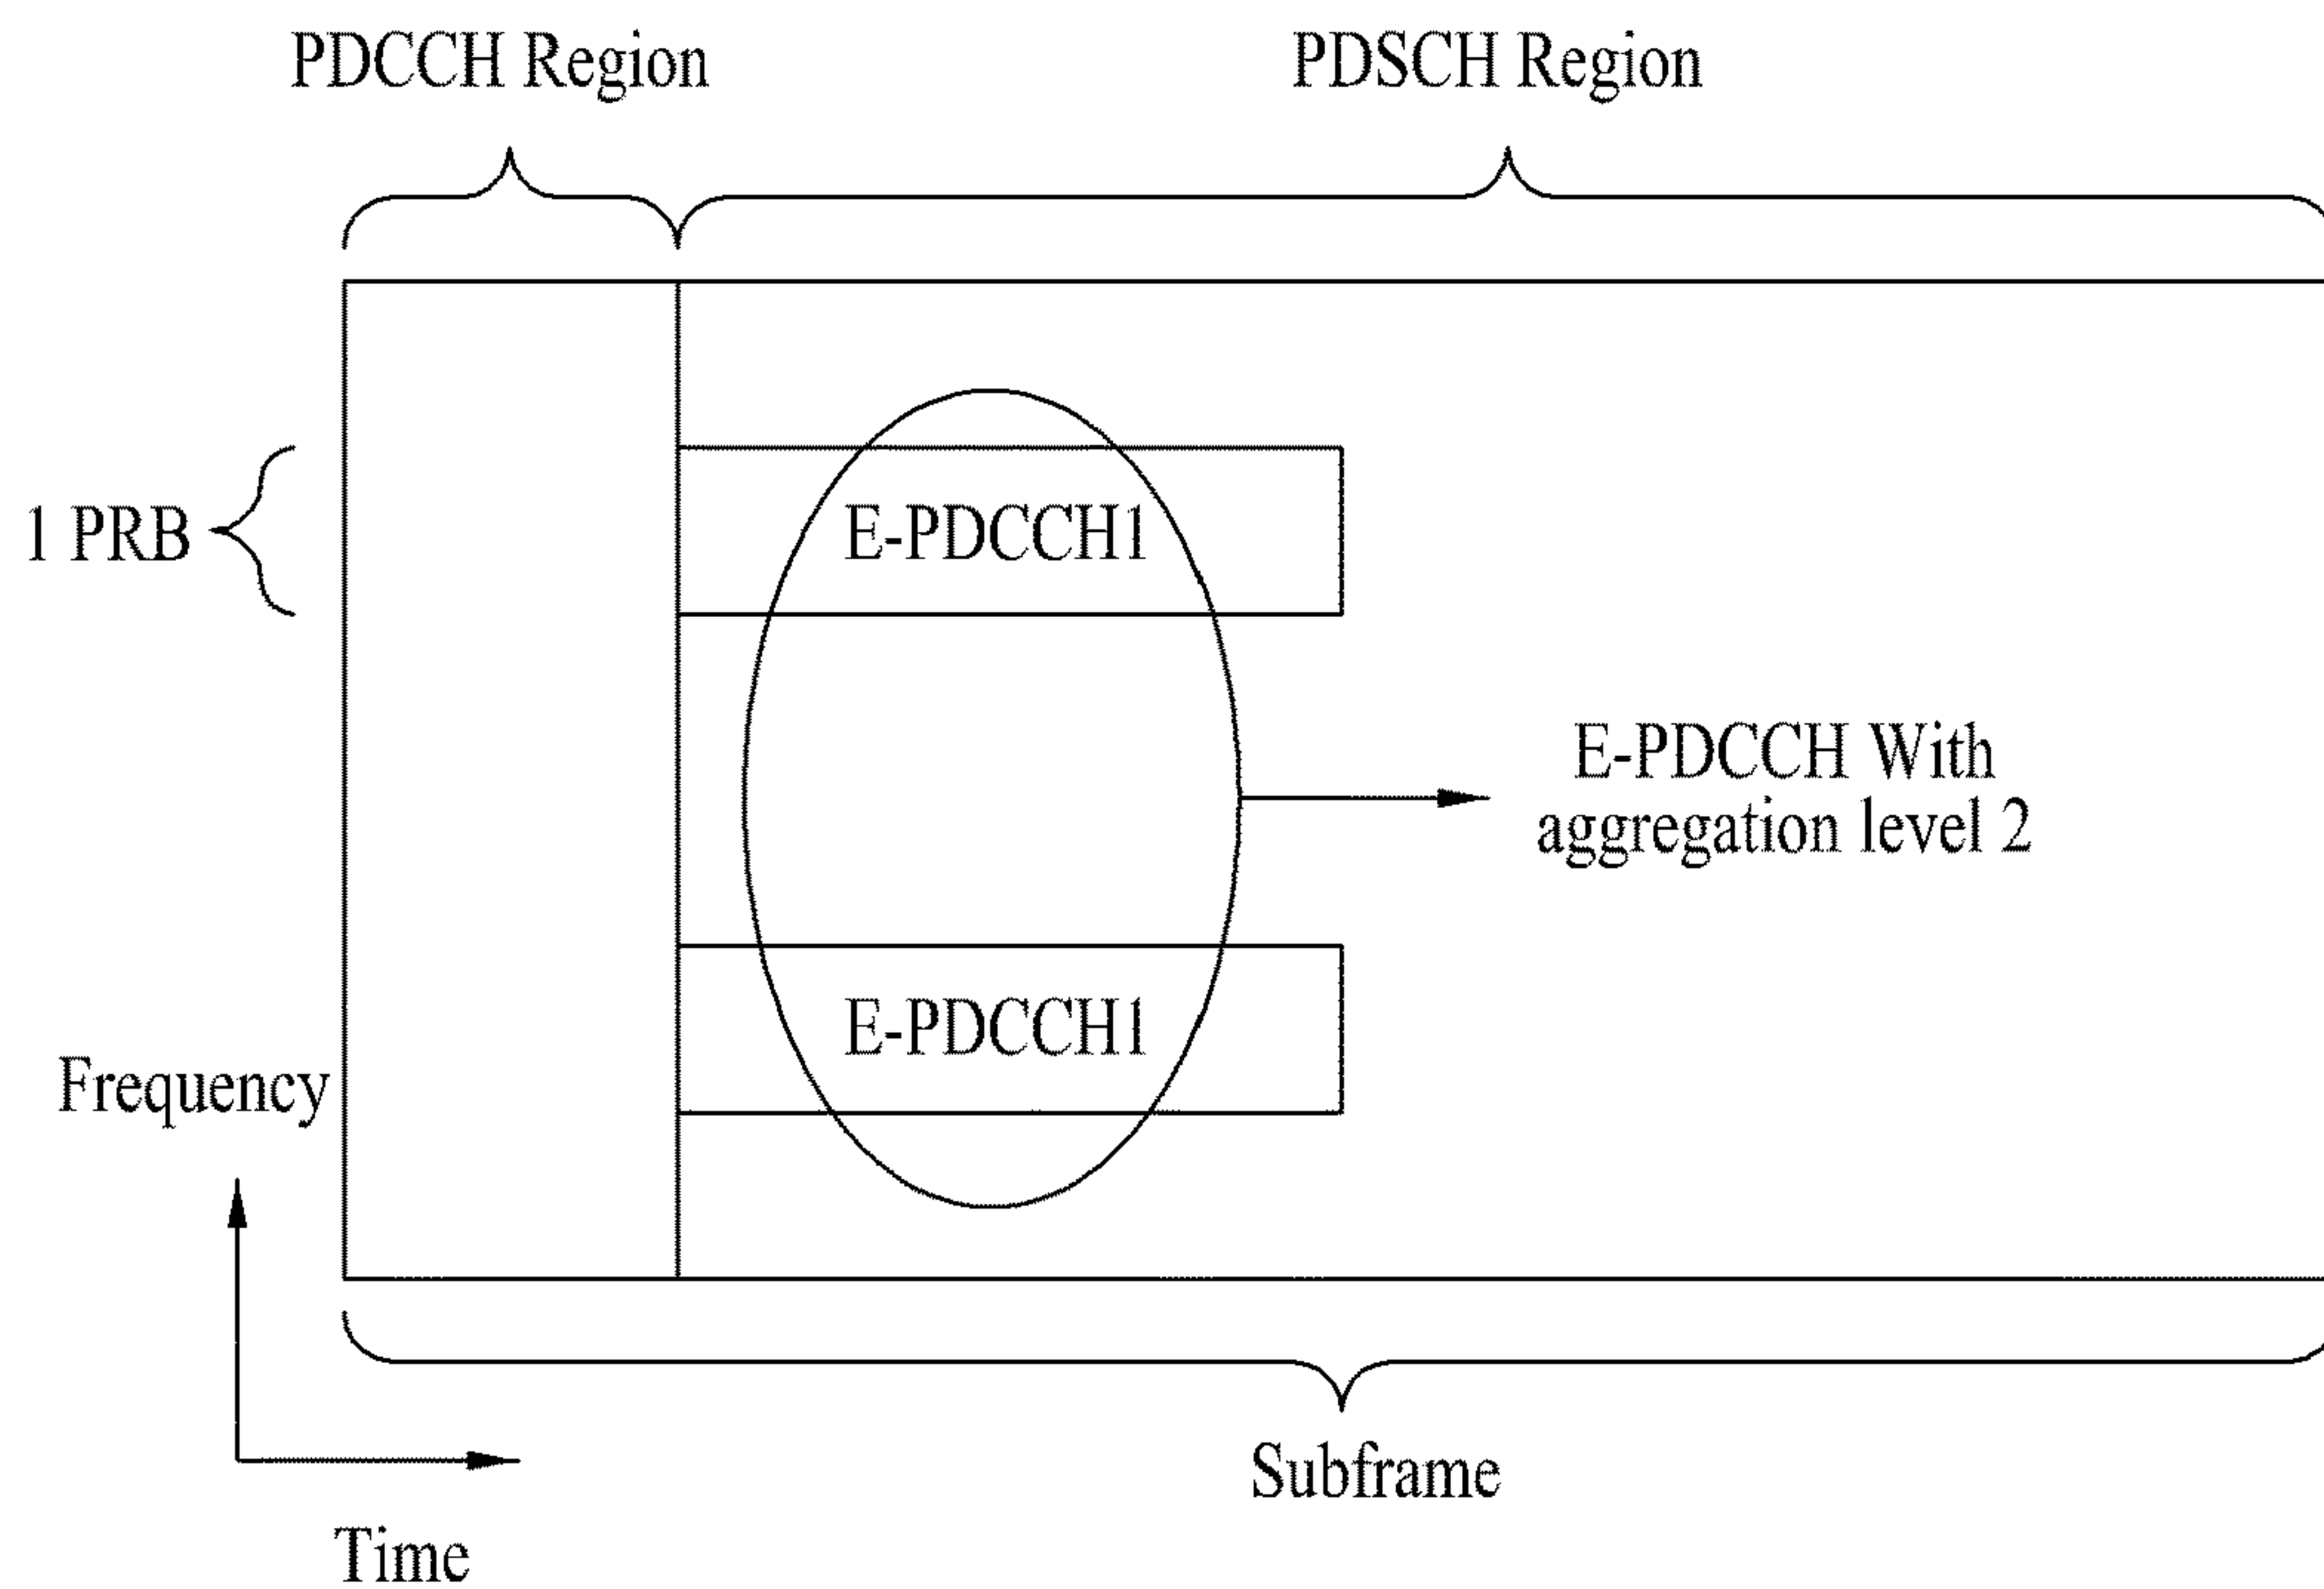 PDCCH Region
PDSCH Region
1 PRB
E-PDCCH1
E-PDCCH With
aggregation level 2
E-PDCCH1
Frequency
Time
Subframe